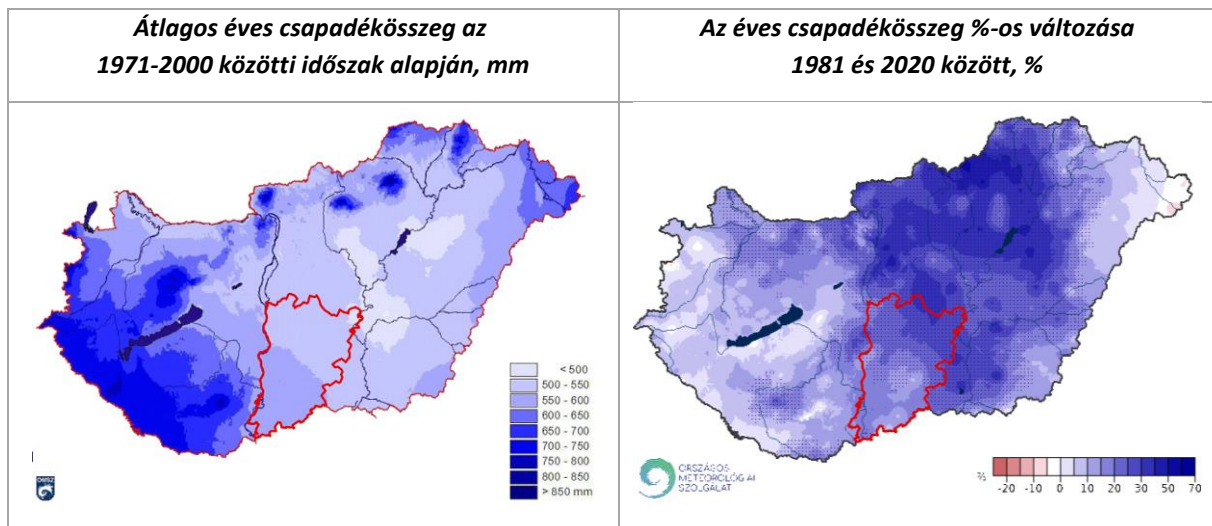 Átlagos éves csapadékösszeg az
1971-2000 közötti időszak alapján, mm
Az éves csapadékösszeg %-os változása
1981 és 2020 között, %
< 500
500 - 550
550 - 600
600 - 650
650 - 700
700 - 750
750 - 800
800 - 850
> 850 mm
OMSZ
ORSZÁGOS
METEOROLÓGIAI
SZOLGÁLAT
%
-20 -10 0 10 20 30 50 70